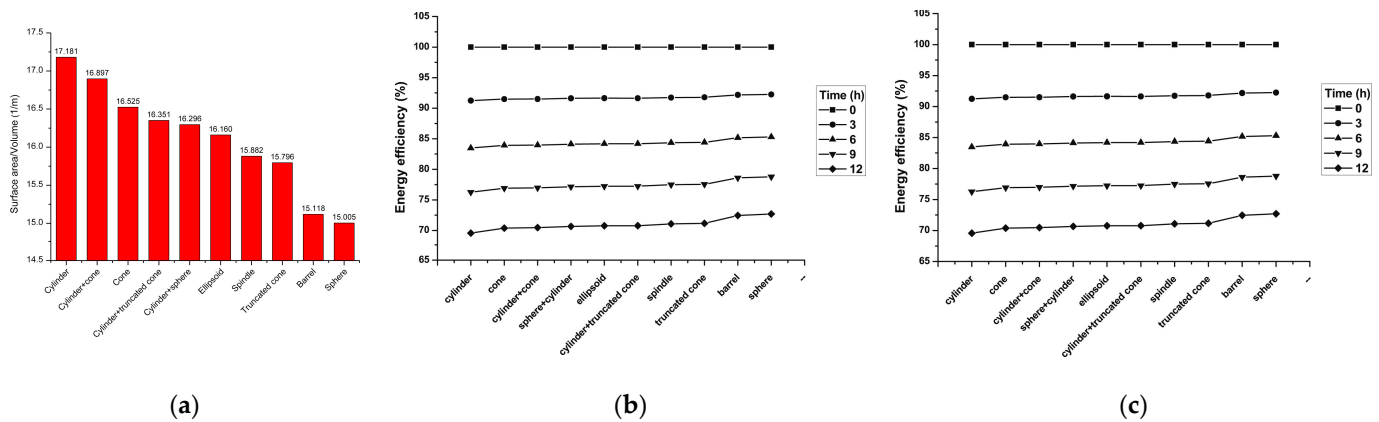 17.5
17.0
16.5
16.0
15.5
15.0
14.5
Surface area/Volume (1/m)
17.181
16.897
16.525
16.351
16.296
16.160
15.882
15.796
15.118
15.005
Cylinder
Cylinder+cone
Cone
Cylinder+truncated cone
Cylinder+sphere
Ellipsoid
Spindle
Truncated cone
Barrel
Sphere
(a)
105
100
95
90
85
80
75
70
65
Energy efficiency (%)
cylinder
cone
cylinder+cone
sphere+cylinder
ellipsoid
cylinder+truncated cone
spindle
truncated cone
barrel
sphere
--
Time (h)
0
3
6
9
12
(b)
105
100
95
90
85
80
75
70
65
Energy efficiency (%)
cylinder
cone
cylinder+cone
sphere+cylinder
ellipsoid
cylinder+truncated cone
spindle
truncated cone
barrel
sphere
--
Time (h)
0
3
6
9
12
(c)